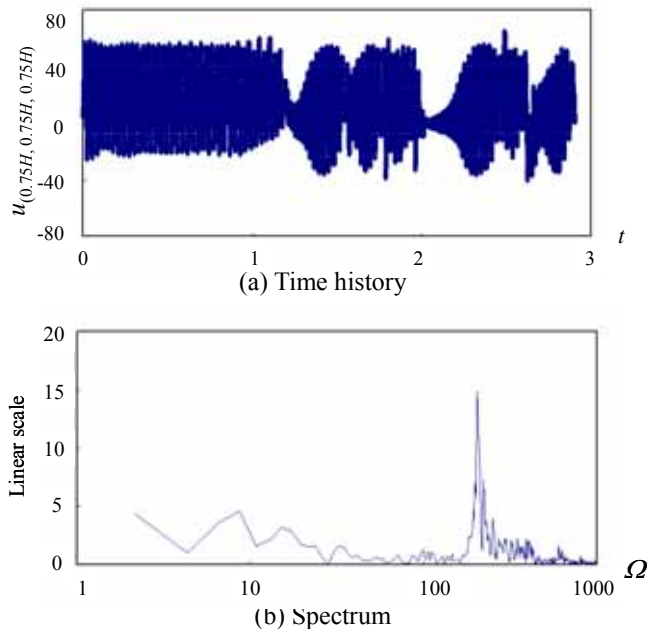 80
40
0
-40
-80
u(0.75H, 0.75H, 0.75H)
0 1 2 3
t
(a) Time history
20
15
10
5
0
Linear scale
1 10 100 1000
Ω
(b) Spectrum